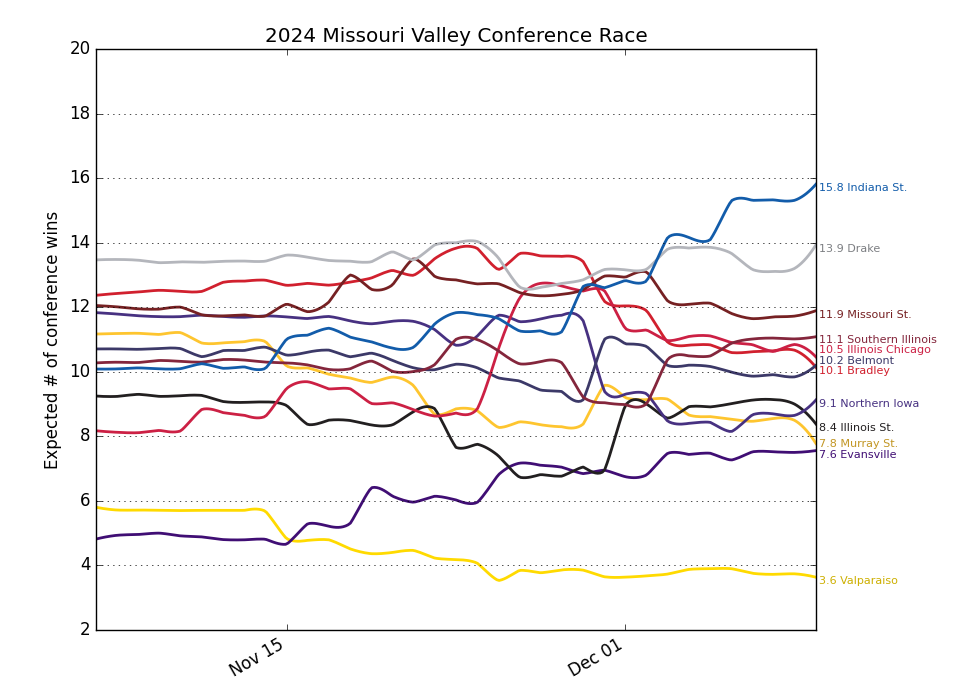 2024 Missouri Valley Conference Race
Expected # of conference wins
20
18
16
14
12
10
8
6
4
2
Nov 15
Dec 01
15.8 Indiana St.
13.9 Drake
11.9 Missouri St.
11.1 Southern Illinois
10.5 Illinois Chicago
10.2 Belmont
10.1 Bradley
9.1 Northern Iowa
8.4 Illinois St.
7.8 Murray St.
7.6 Evansville
3.6 Valparaiso